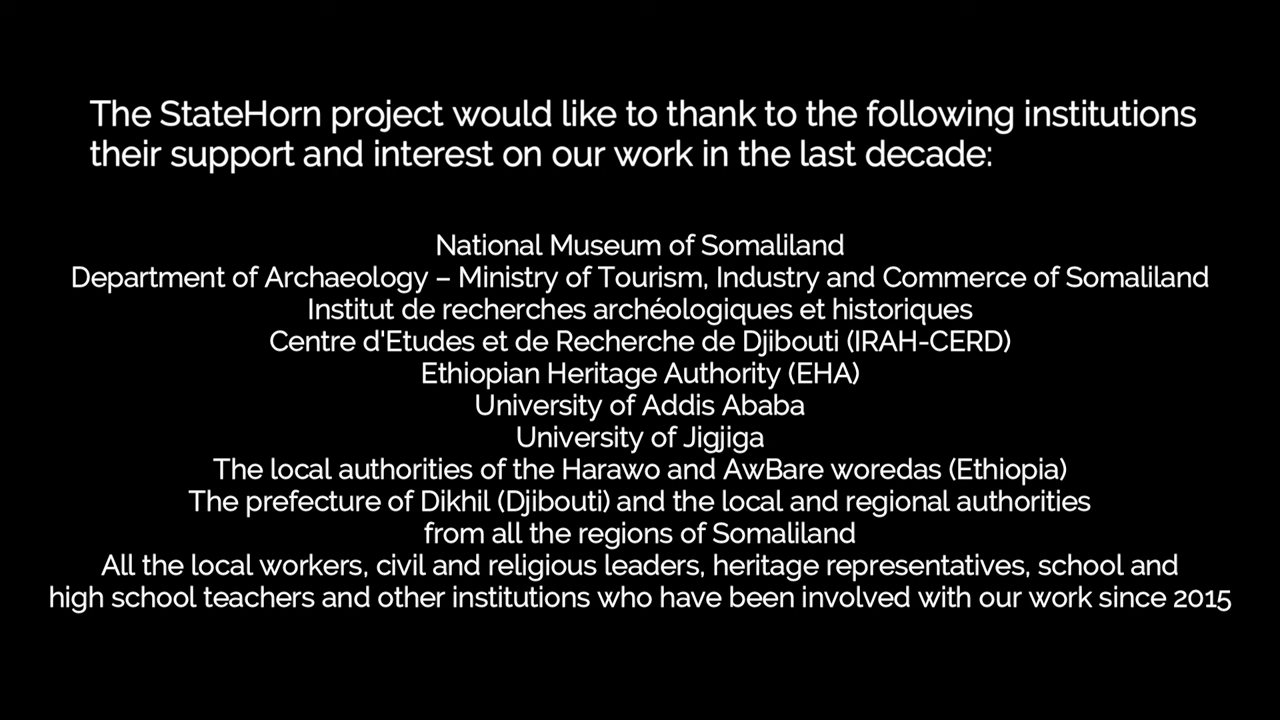 The StateHorn project would like to thank to the following institutions
their support and interest on our work in the last decade:
National Museum of Somaliland
Department of Archaeology – Ministry of Tourism, Industry and Commerce of Somaliland
Institut de recherches archéologiques et historiques
Centre d'Etudes et de Recherche de Djibouti (IRAH-CERD)
Ethiopian Heritage Authority (EHA)
University of Addis Ababa
University of Jigjiga
The local authorities of the Harawo and AwBare woredas (Ethiopia)
The prefecture of Dikhil (Djibouti) and the local and regional authorities
from all the regions of Somaliland
All the local workers, civil and religious leaders, heritage representatives, school and
high school teachers and other institutions who have been involved with our work since 2015